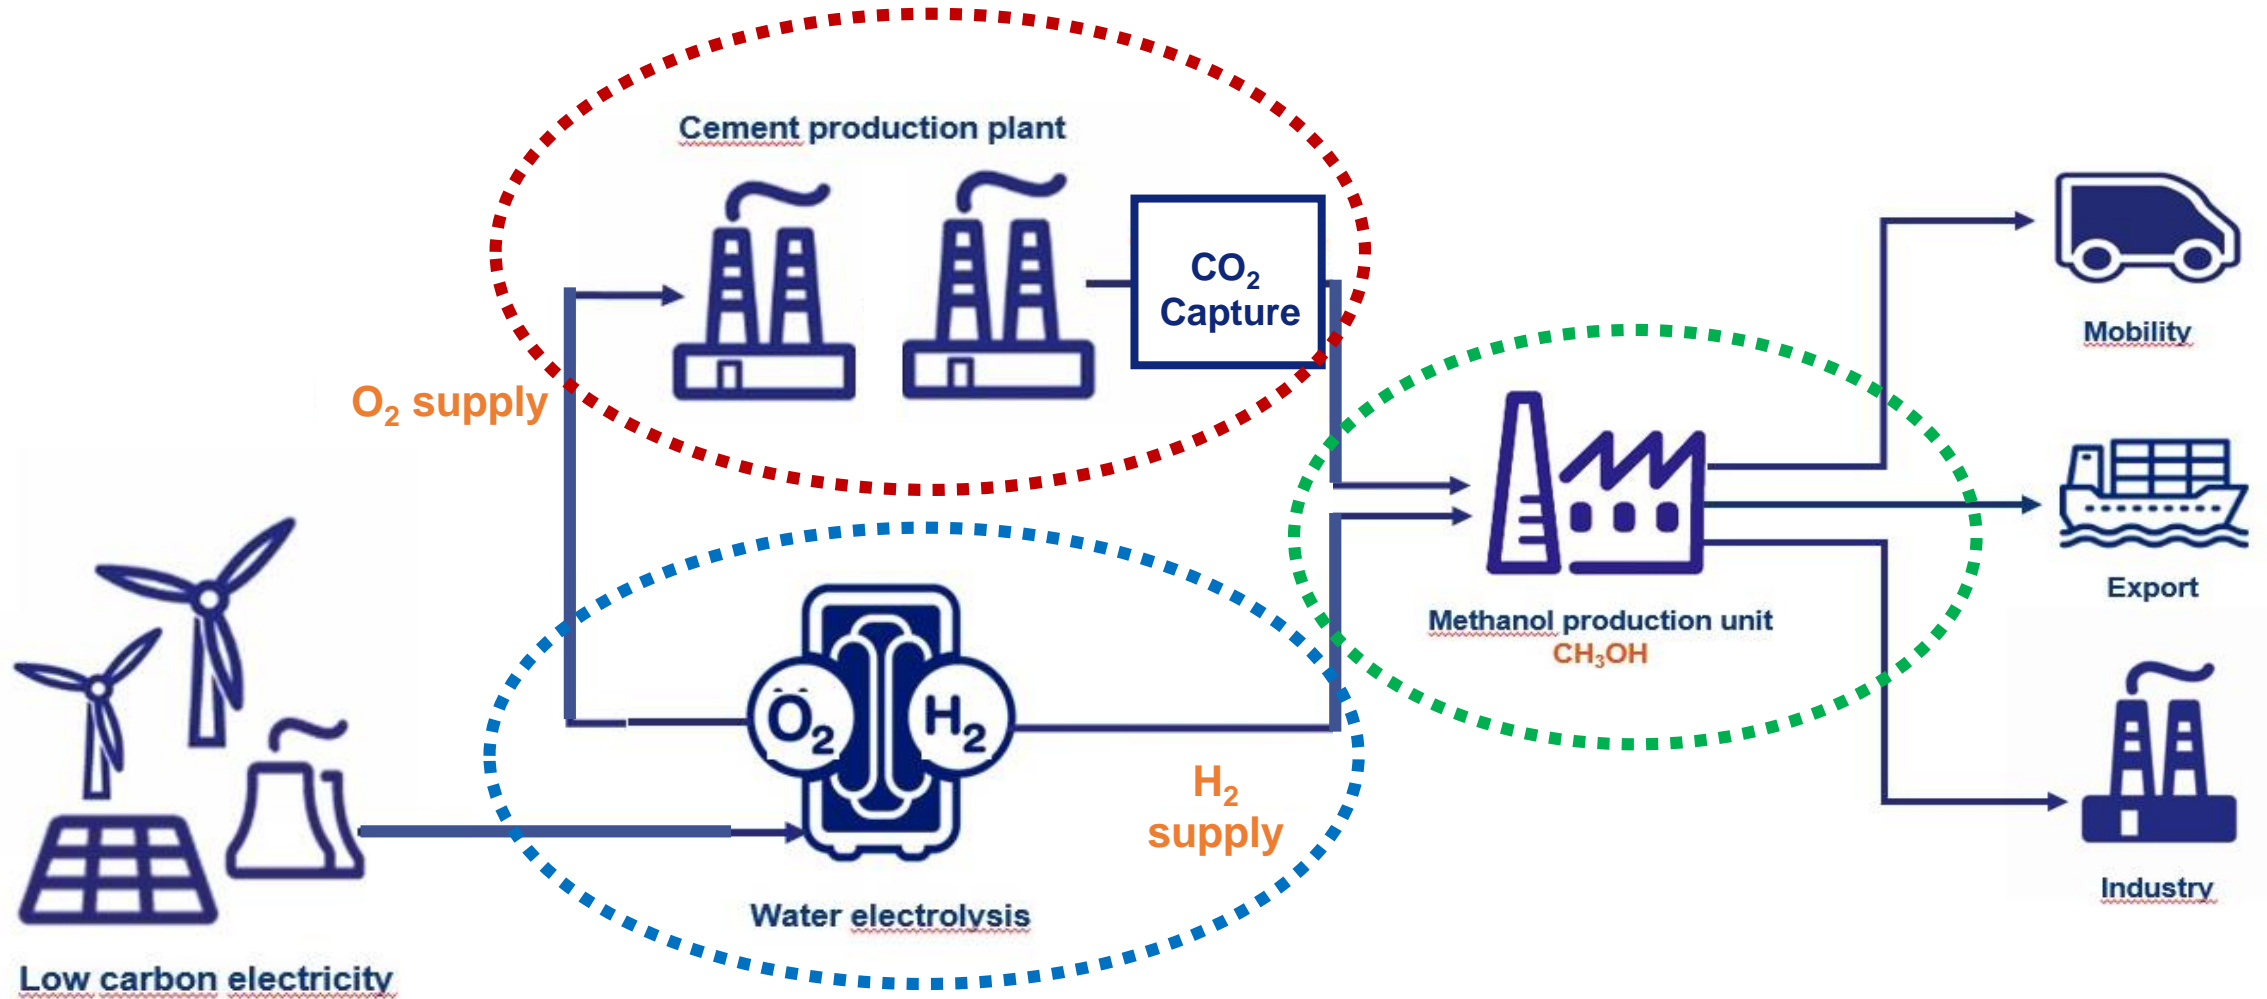 Cement production plant
CO₂
Capture
O₂ supply
Mobility
Export
Methanol production unit
CH₃OH
O₂
H₂
H₂
supply
Water electrolysis
Industry
Low carbon electricity